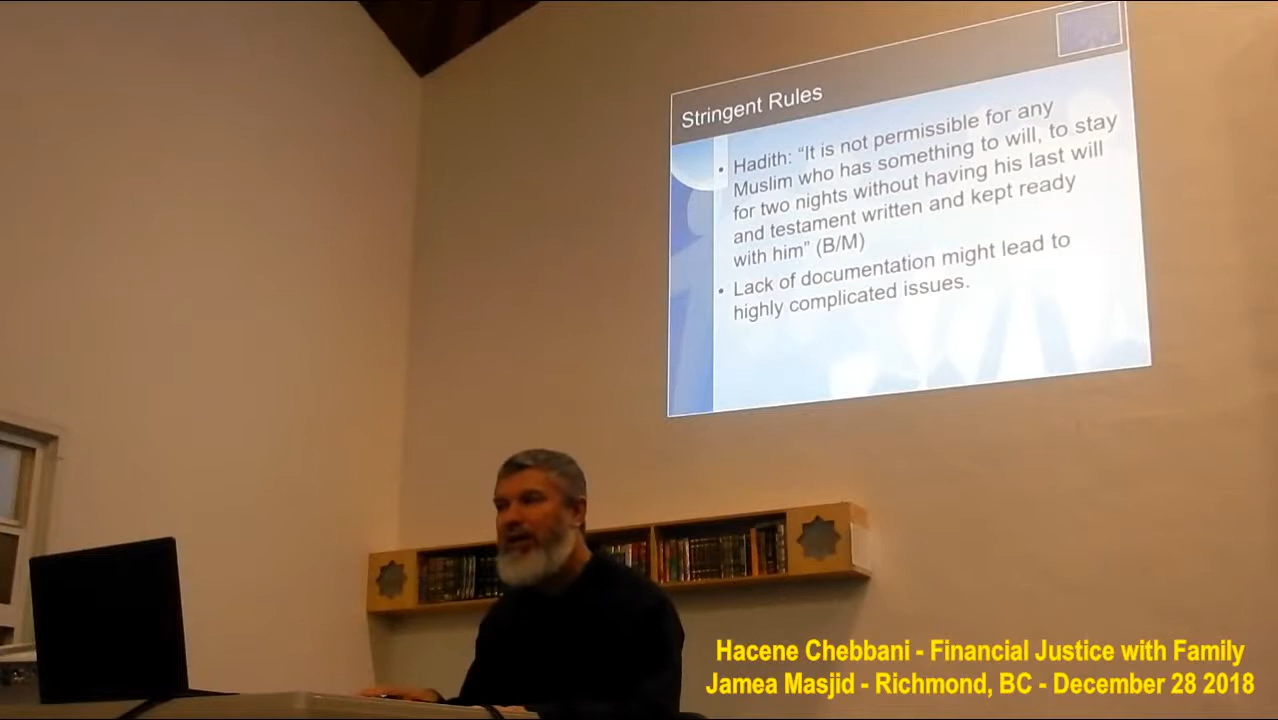 Stringent Rules
• Hadith: “It is not permissible for any
Muslim who has something to will, to stay
for two nights without having his last will
and testament written and kept ready
with him” (B/M)
• Lack of documentation might lead to
highly complicated issues.
Hacene Chebbani - Financial Justice with Family
Jamea Masjid - Richmond, BC - December 28 2018